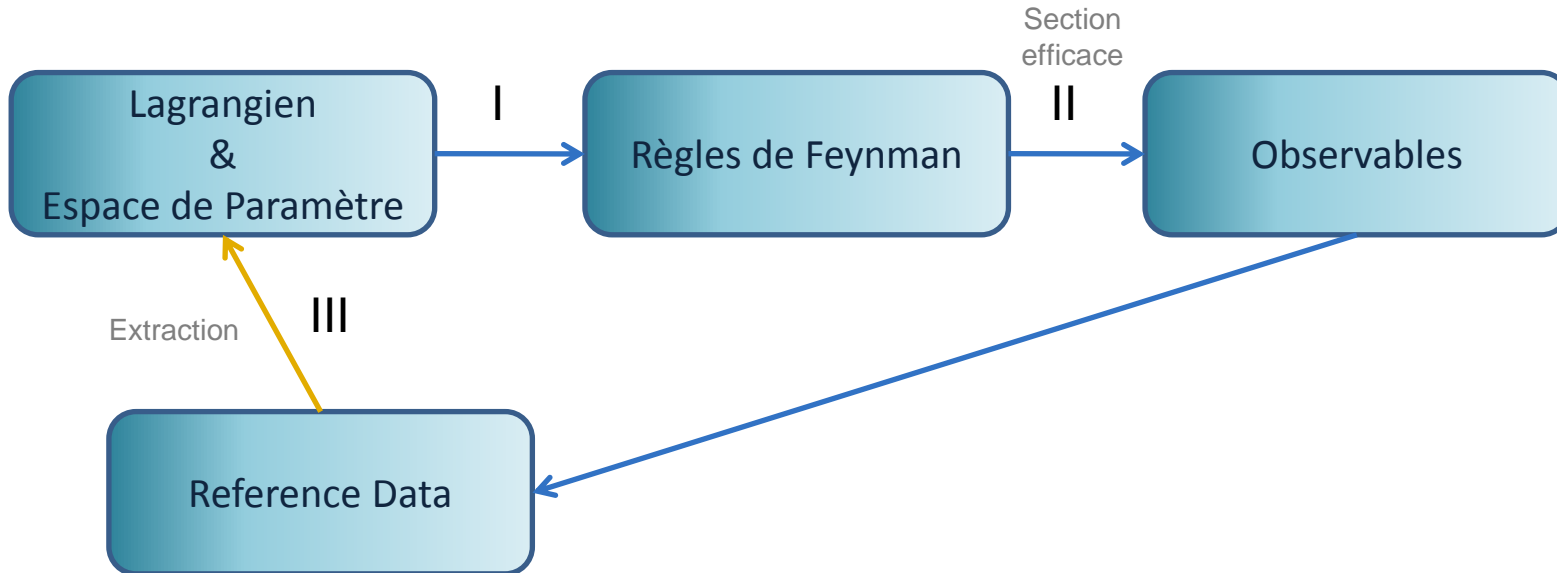 Section
efficace
Lagrangien
&
Espace de Paramètre
I
Règles de Feynman
II
Observables
Extraction
III
Reference Data